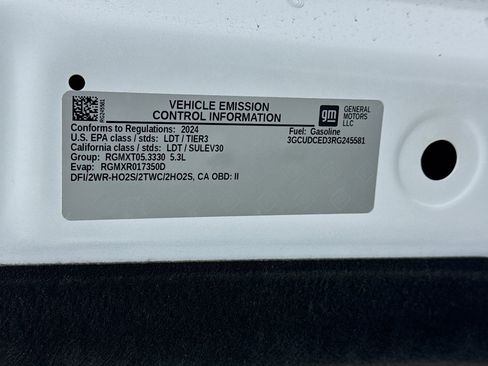 RG245581
VEHICLE EMISSION
CONTROL INFORMATION
gm
GENERAL
MOTORS
LLC
Conforms to Regulations: 2024
U.S. EPA class / stds: LDT / TIER3
California class / stds: LDT / SULEV30
Group: RGMXT05.3330 5.3L
Evap: RGMXR017350D
DFI/2WR-HO2S/2TWC/2HO2S, CA OBD: II
Fuel: Gasoline
3GCUDCED3RG245581